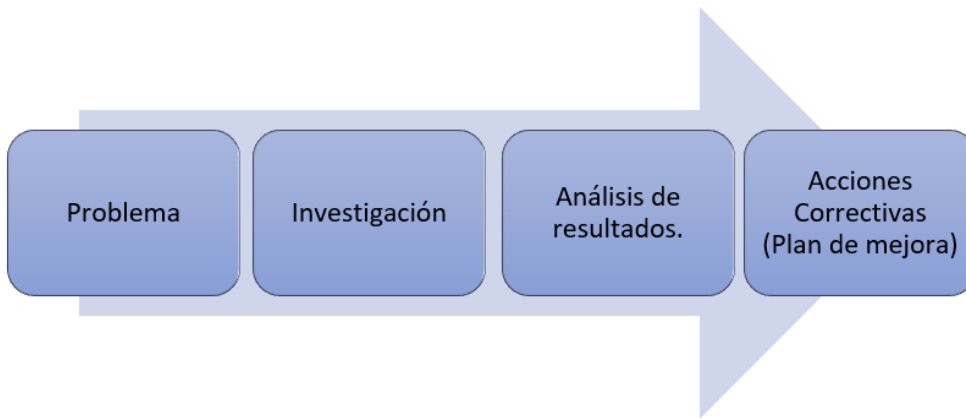 Problema
Investigación
Análisis de
resultados.
Acciones
Correctivas
(Plan de mejora)